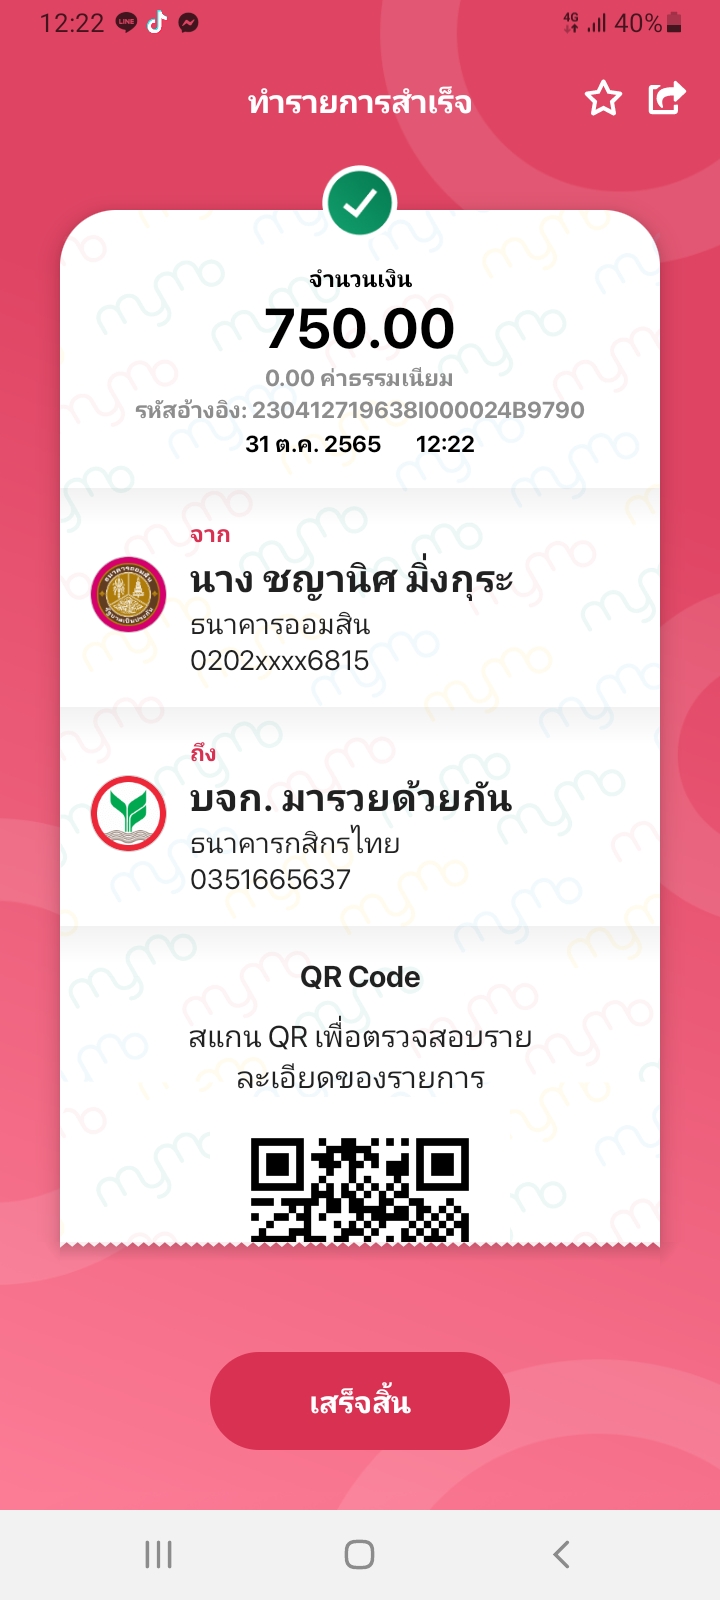 12:22 LINE 4G 40%
ทำรายการสำเร็จ
จำนวนเงิน
750.00
0.00 ค่าธรรมเนียม
รหัสอ้างอิง: 230412719638I000024B9790
31 ต.ค. 2565 12:22
จาก
นาง ชญานิศ มิ่งกุระ
ธนาคารออมสิน
0202xxxx6815
ถึง
บจก. มารวยด้วยกัน
ธนาคารกสิกรไทย
0351665637
QR Code
สแกน QR เพื่อตรวจสอบราย
ละเอียดของรายการ
เสร็จสิ้น